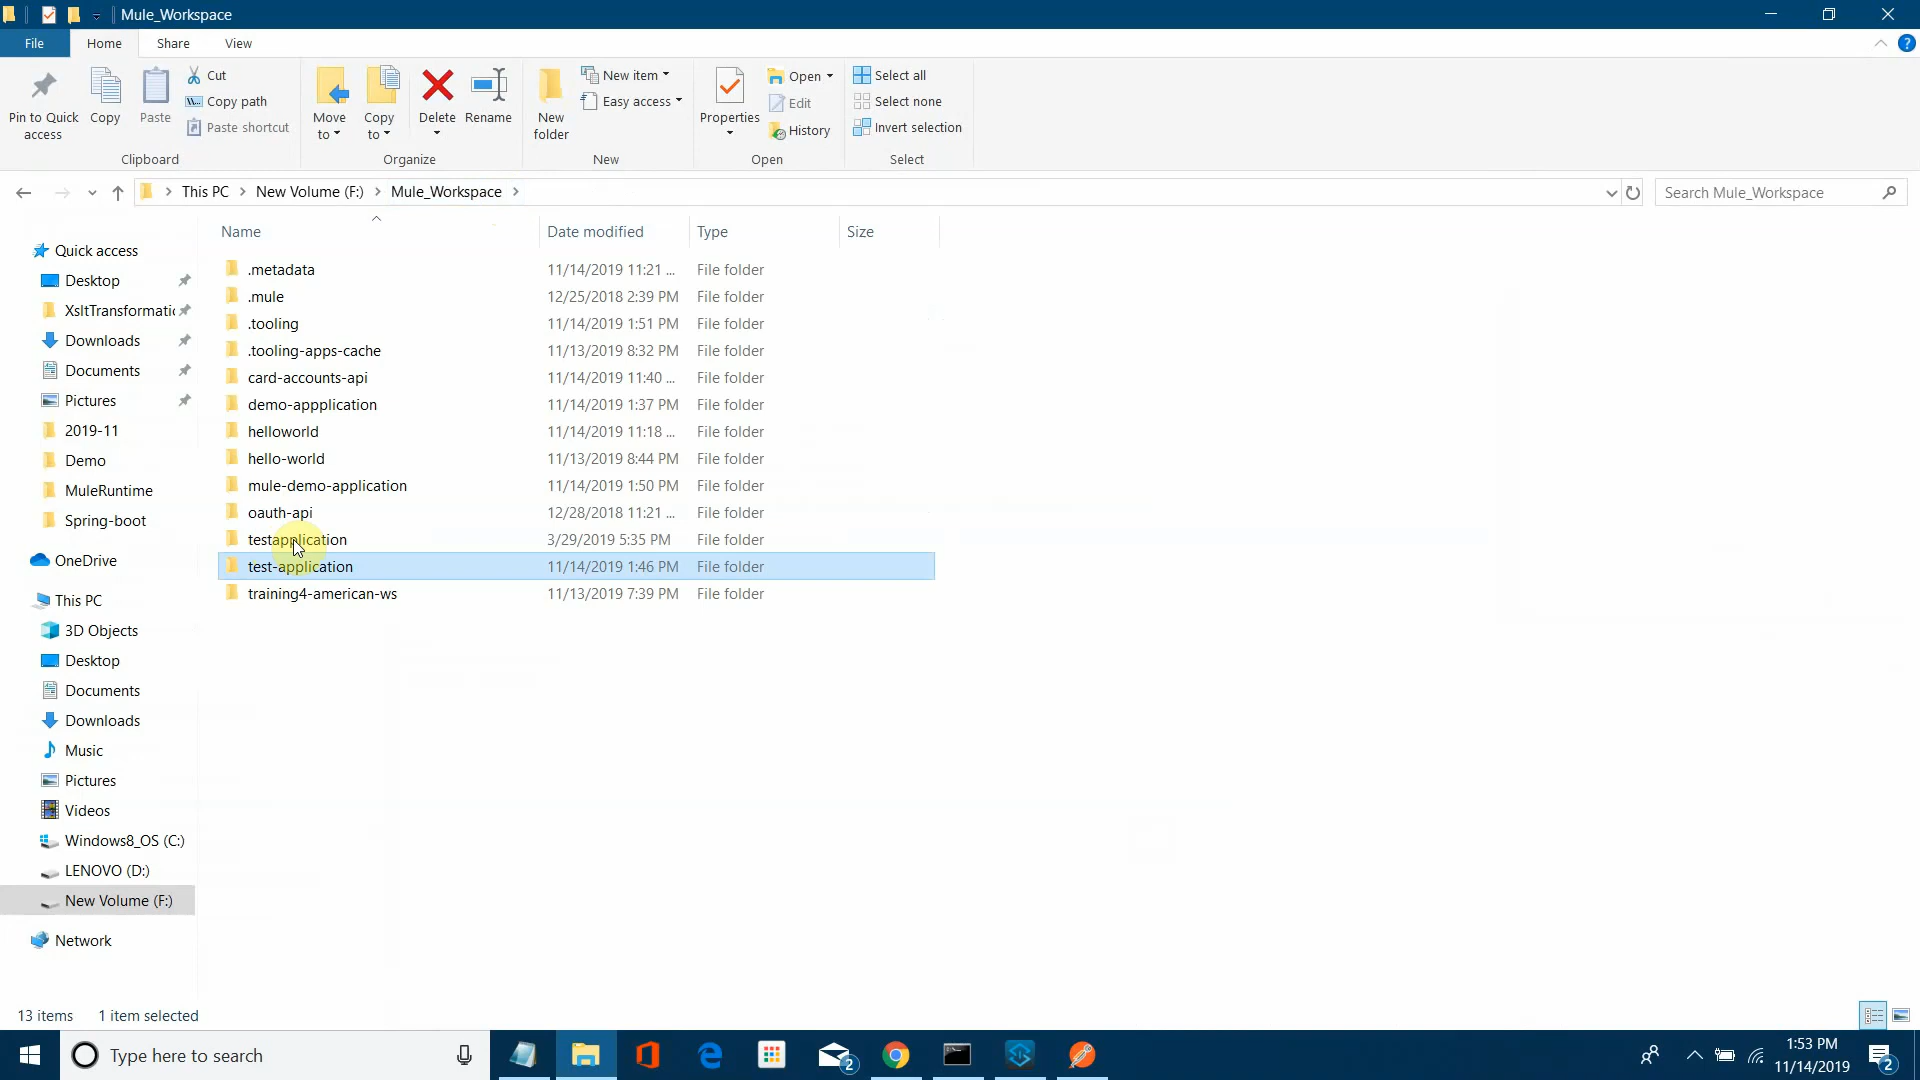 Mule_Workspace
File Home Share View
Pin to Quick access
Copy
Paste
Cut
Copy path
Paste shortcut
Clipboard
Move to
Copy to
Delete
Rename
Organize
New folder
New item
Easy access
New
Properties
Open
Edit
History
Open
Select all
Select none
Invert selection
Select
This PC New Volume (F:) Mule_Workspace
Search Mule_Workspace
Quick access
Desktop
XsltTransformatic
Downloads
Documents
Pictures
2019-11
Demo
MuleRuntime
Spring-boot
OneDrive
This PC
3D Objects
Desktop
Documents
Downloads
Music
Pictures
Videos
Windows8_OS (C:)
LENOVO (D:)
New Volume (F:)
Network
Name Date modified Type Size
.metadata 11/14/2019 11:21 ... File folder
.mule 12/25/2018 2:39 PM File folder
.tooling 11/14/2019 1:51 PM File folder
.tooling-apps-cache 11/13/2019 8:32 PM File folder
card-accounts-api 11/14/2019 11:40 ... File folder
demo-appplication 11/14/2019 1:37 PM File folder
helloworld 11/14/2019 11:18 ... File folder
hello-world 11/13/2019 8:44 PM File folder
mule-demo-application 11/14/2019 1:50 PM File folder
oauth-api 12/28/2018 11:21 ... File folder
testapplication 3/29/2019 5:35 PM File folder
test-application 11/14/2019 1:46 PM File folder
training4-american-ws 11/13/2019 7:39 PM File folder
13 items 1 item selected
Type here to search
2
1:53 PM
11/14/2019
2